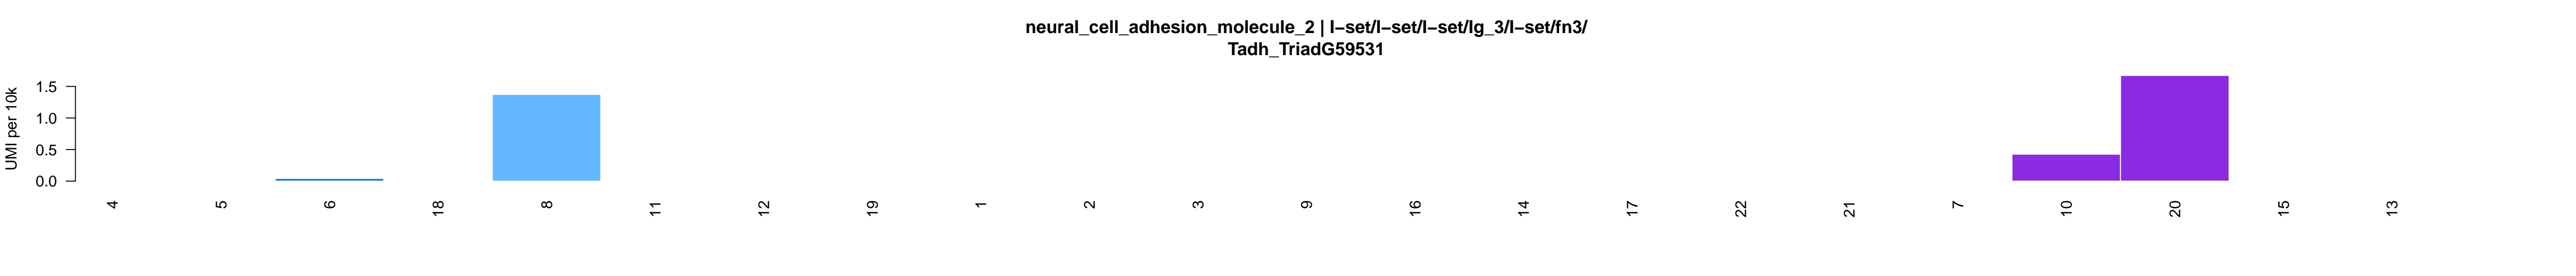 neural_cell_adhesion_molecule_2 | I−set/I−set/I−set/Ig_3/I−set/fn3/
Tadh_TriadG59531
UMI per 10k
1.5
1.0
0.5
0.0
4 5 6 18 8 11 12 19 1 2 3 9 16 14 17 22 21 7 10 20 15 13